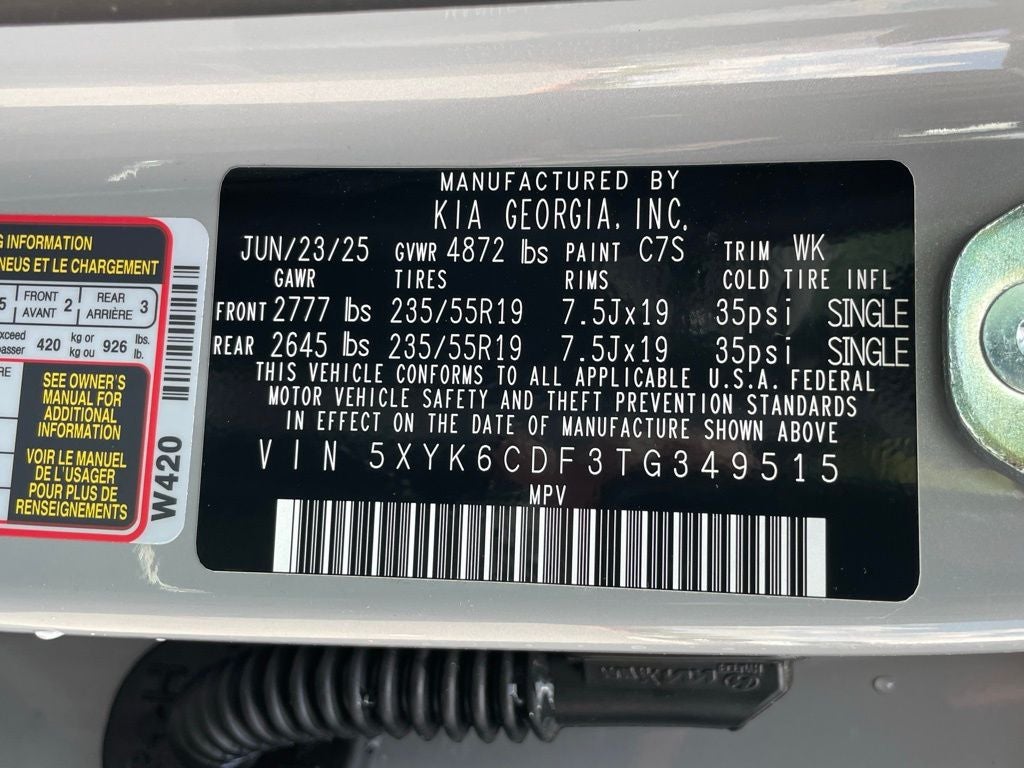 MANUFACTURED BY
KIA GEORGIA, INC,
JUN/23/25 GVWR 4872 lbs PAINT C7S TRIM WK
GAWR TIRES RIMS COLD TIRE INFL
FRONT 2777 lbs 235/55R19 7.5Jx19 35psi SINGLE
REAR 2645 lbs 235/55R19 7.5Jx19 35psi SINGLE
THIS VEHICLE CONFORMS TO ALL APPLICABLE U.S.A. FEDERAL
MOTOR VEHICLE SAFETY AND THEFT PREVENTION STANDARDS
IN EFFECT ON THE DATE OF MANUFACTURE SHOWN ABOVE
VIN 5XYK6CDF3TG349515
MPV
G INFORMATION
NEUS ET LE CHARGEMENT
5 FRONT AVANT 2 REAR ARRIÈRE 3
xceed
passer 420 kg or kg ou 926 lbs. lb.
RE
SEE OWNER'S
MANUAL FOR
ADDITIONAL
INFORMATION
VOIR LE MANUEL
DE L'USAGER
POUR PLUS DE
RENSEIGNEMENTS
W420